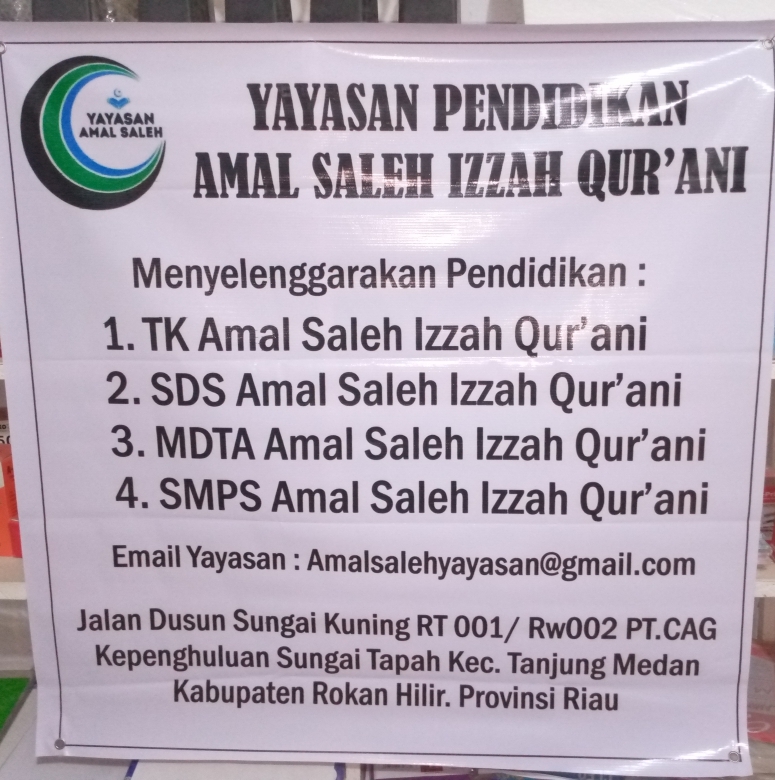 YAYASAN
AMAL SALEH
YAYASAN PENDIDIKAN
AMAL SALEH IZZAH QUR'ANI
Menyelenggarakan Pendidikan :
1. TK Amal Saleh Izzah Qur'ani
2. SDS Amal Saleh Izzah Qur'ani
3. MDTA Amal Saleh Izzah Qur'ani
4. SMPS Amal Saleh Izzah Qur'ani
Email Yayasan : Amalsalehyayasan@gmail.com
Jalan Dusun Sungai Kuning RT 001/ Rw002 PT.CAG
Kepenghuluan Sungai Tapah Kec. Tanjung Medan
Kabupaten Rokan Hilir. Provinsi Riau